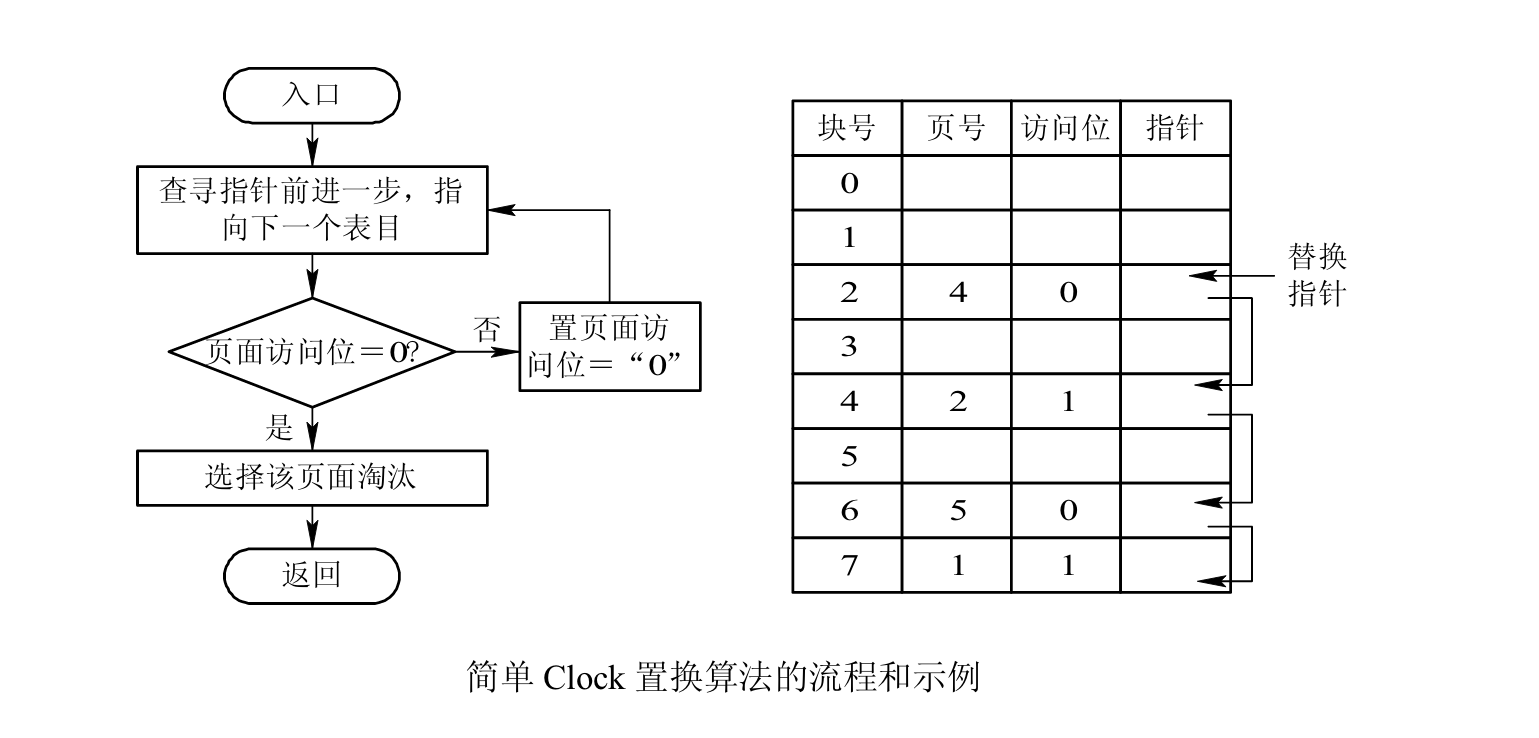 入口
查寻指针前进一步，指
向下一个表目
页面访问位＝0?
否
置页面访
问位＝“0”
是
选择该页面淘汰
返回
块号 页号 访问位 指针
0
1
2 4 0
3
4 2 1
5
6 5 0
7 1 1
替换
指针
简单 Clock 置换算法的流程和示例